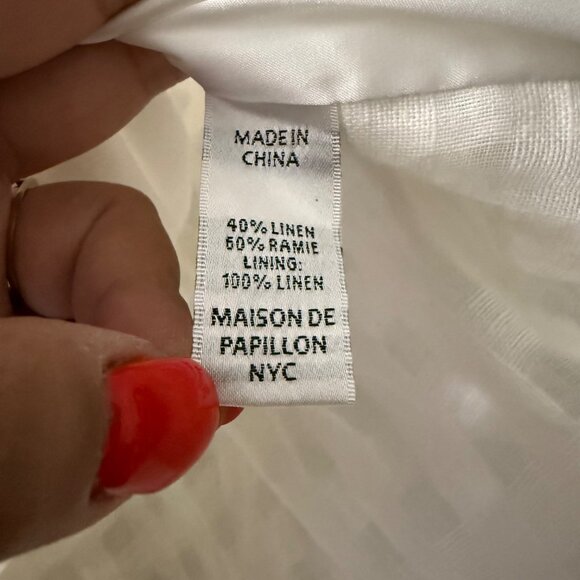 MADE IN
CHINA
40% LINEN
60% RAMIE
LINING:
100% LINEN
MAISON DE
PAPILLON
NYC